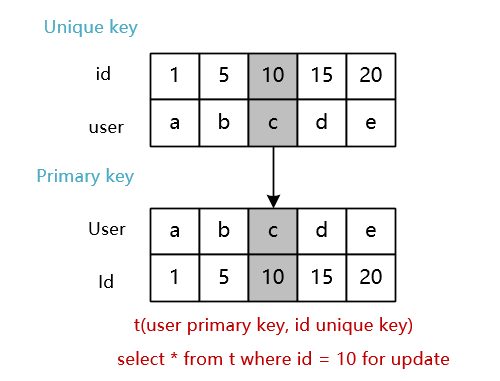 Unique key
id 1 5 10 15 20
user a b c d e
Primary key
User a b c d e
Id 1 5 10 15 20
t(user primary key, id unique key)
select * from t where id = 10 for update